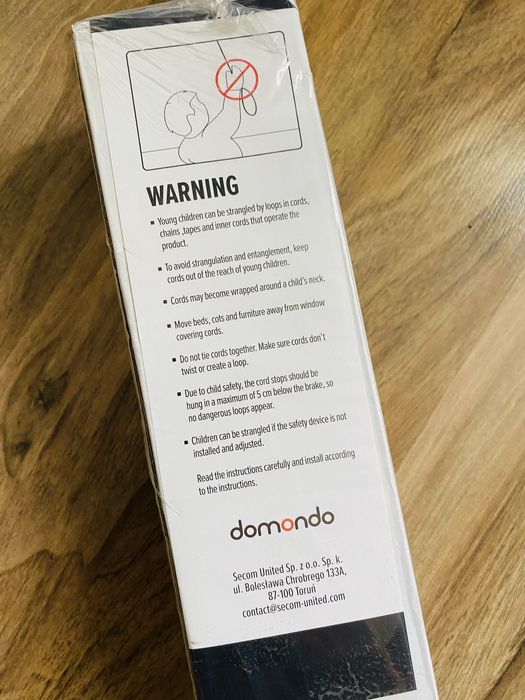 WARNING
▪ Young children can be strangled by loops in cords,
chains ,tapes and inner cords that operate the
product.
▪ To avoid strangulation and entanglement, keep
cords out of the reach of young children.
▪ Cords may become wrapped around a child's neck.
▪ Move beds, cots and furniture away from window
covering cords.
▪ Do not tie cords together. Make sure cords don't
twist or create a loop.
▪ Due to child safety, the cord stops should be
hung in a maximum of 5 cm below the brake, so
no dangerous loops appear.
▪ Children can be strangled if the safety device is not
installed and adjusted.
Read the instructions carefully and install according
to the instructions.
domondo
Secom United Sp. z o.o. Sp. k.
ul. Bolesława Chrobrego 133A,
87-100 Toruń
contact@secom-united.com